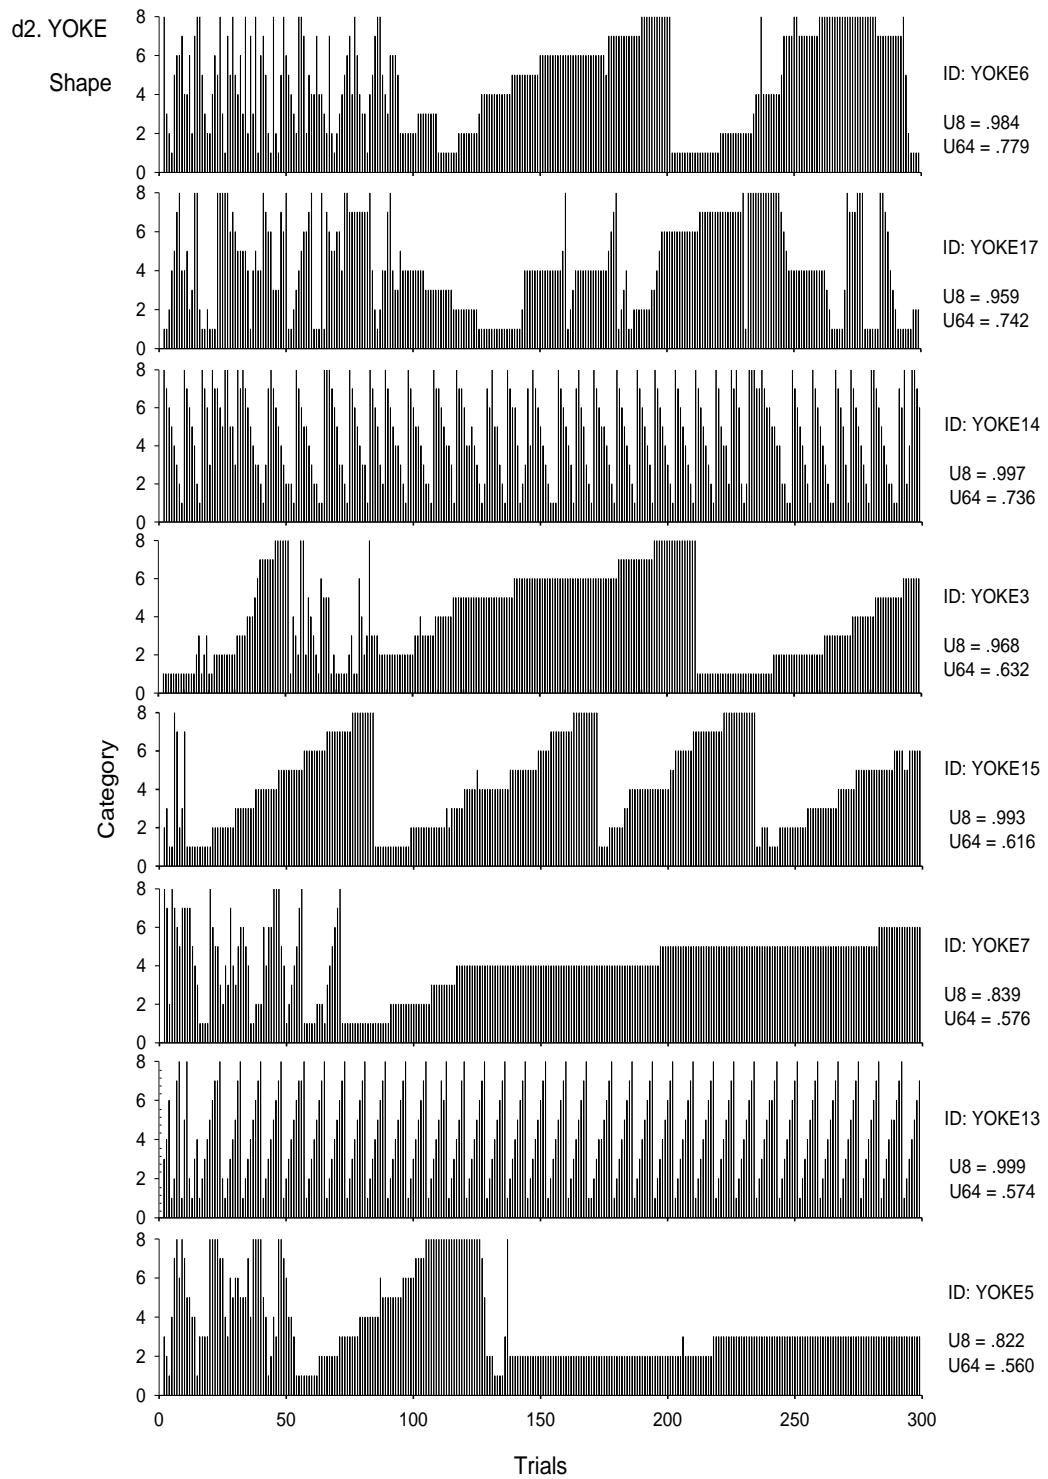 d2. YOKE
Shape
8
6
4
2
0
ID: YOKE6
U8 = .984
U64 = .779
8
6
4
2
0
ID: YOKE17
U8 = .959
U64 = .742
8
6
4
2
0
ID: YOKE14
U8 = .997
U64 = .736
8
6
4
2
0
ID: YOKE3
U8 = .968
U64 = .632
Category
8
6
4
2
0
ID: YOKE15
U8 = .993
U64 = .616
8
6
4
2
0
ID: YOKE7
U8 = .839
U64 = .576
8
6
4
2
0
ID: YOKE13
U8 = .999
U64 = .574
8
6
4
2
0
ID: YOKE5
U8 = .822
U64 = .560
0 50 100 150 200 250 300
Trials